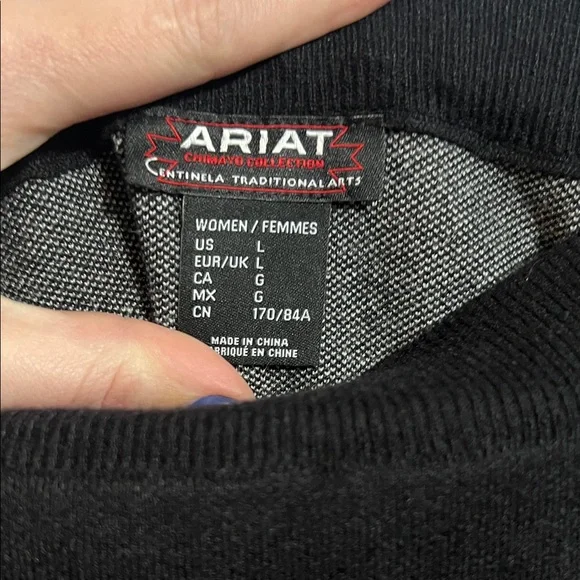 ARIAT
CHIMAYO COLLECTION
CENTINELA TRADITIONAL ARTS
WOMEN / FEMMES
US L
EUR/UK L
CA G
MX G
CN 170/84A
MADE IN CHINA
BRIQUÉ EN CHINE